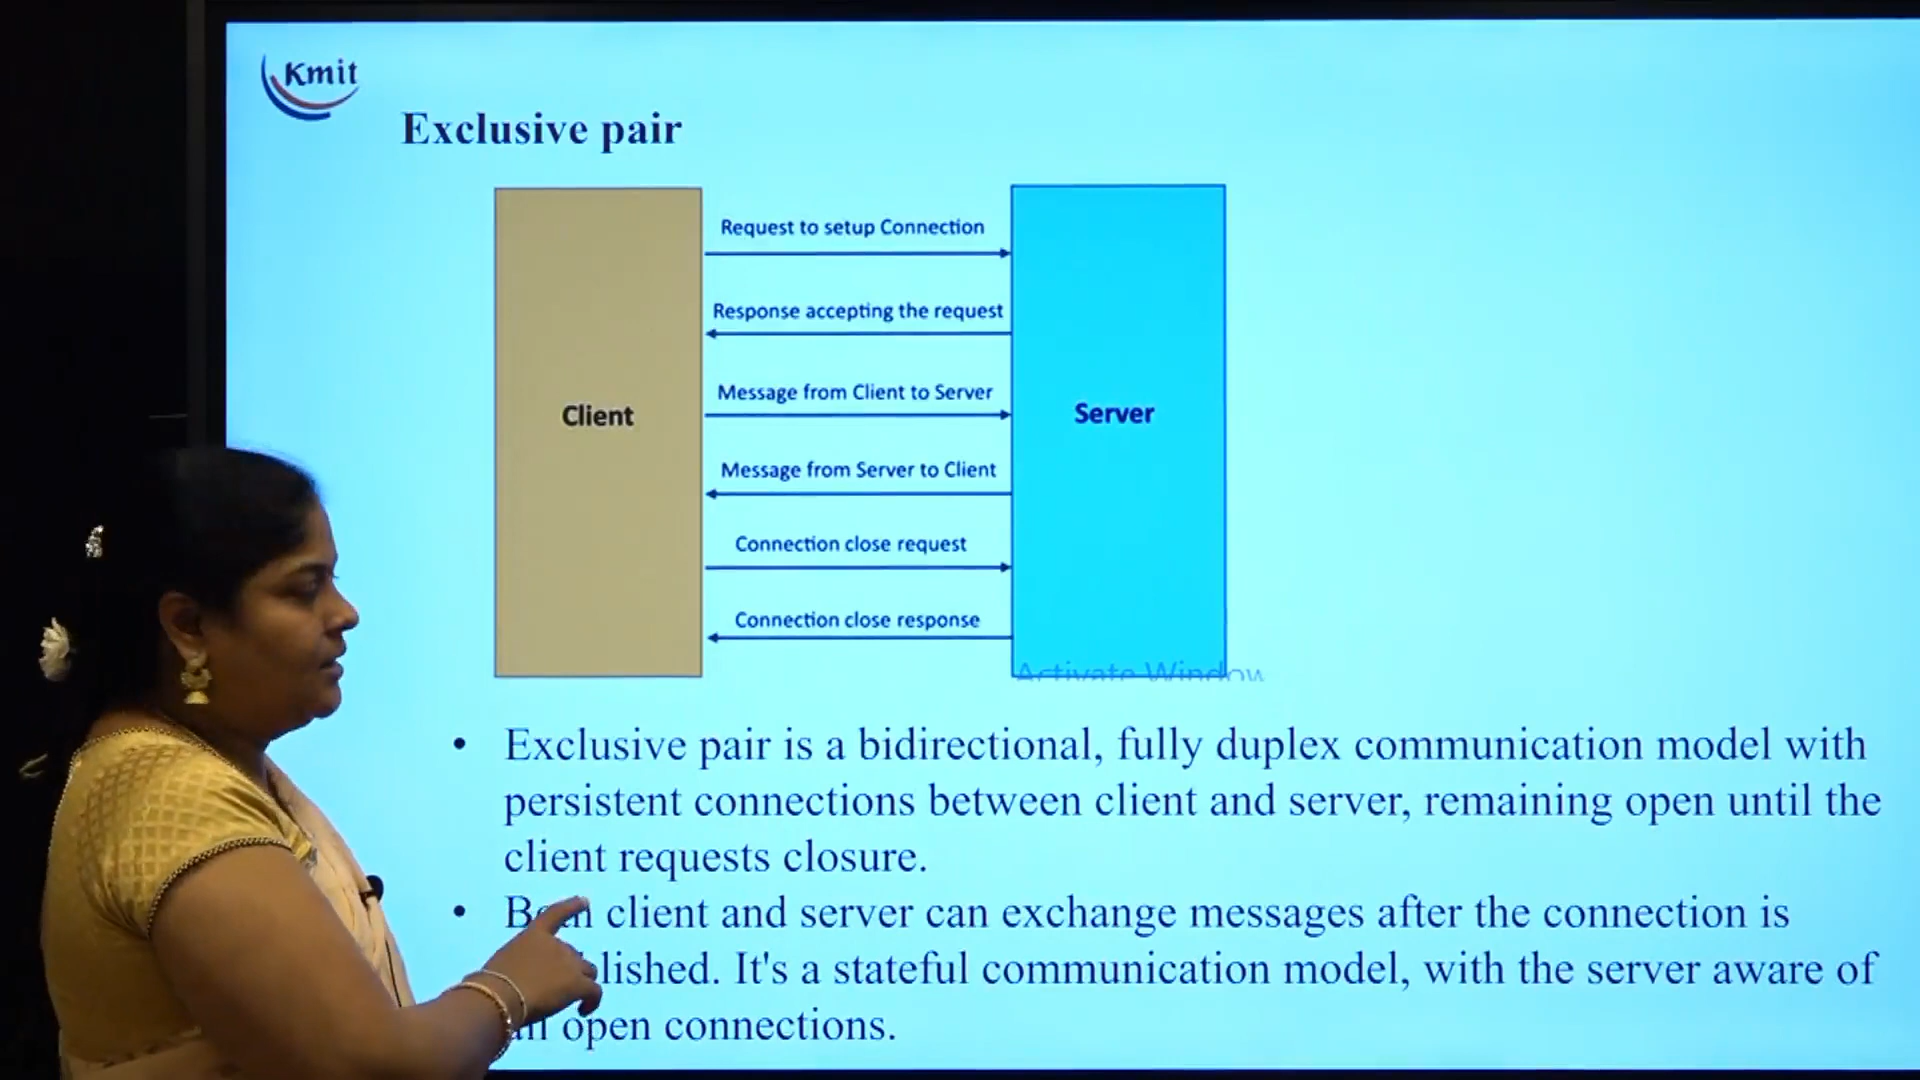 Kmit
Exclusive pair
Request to setup Connection
Response accepting the request
Message from Client to Server
Client
Server
Message from Server to Client
Connection close request
Connection close response
• Exclusive pair is a bidirectional, fully duplex communication model with
persistent connections between client and server, remaining open until the
client requests closure.
• client and server can exchange messages after the connection is
lished. It's a stateful communication model, with the server aware of
open connections.